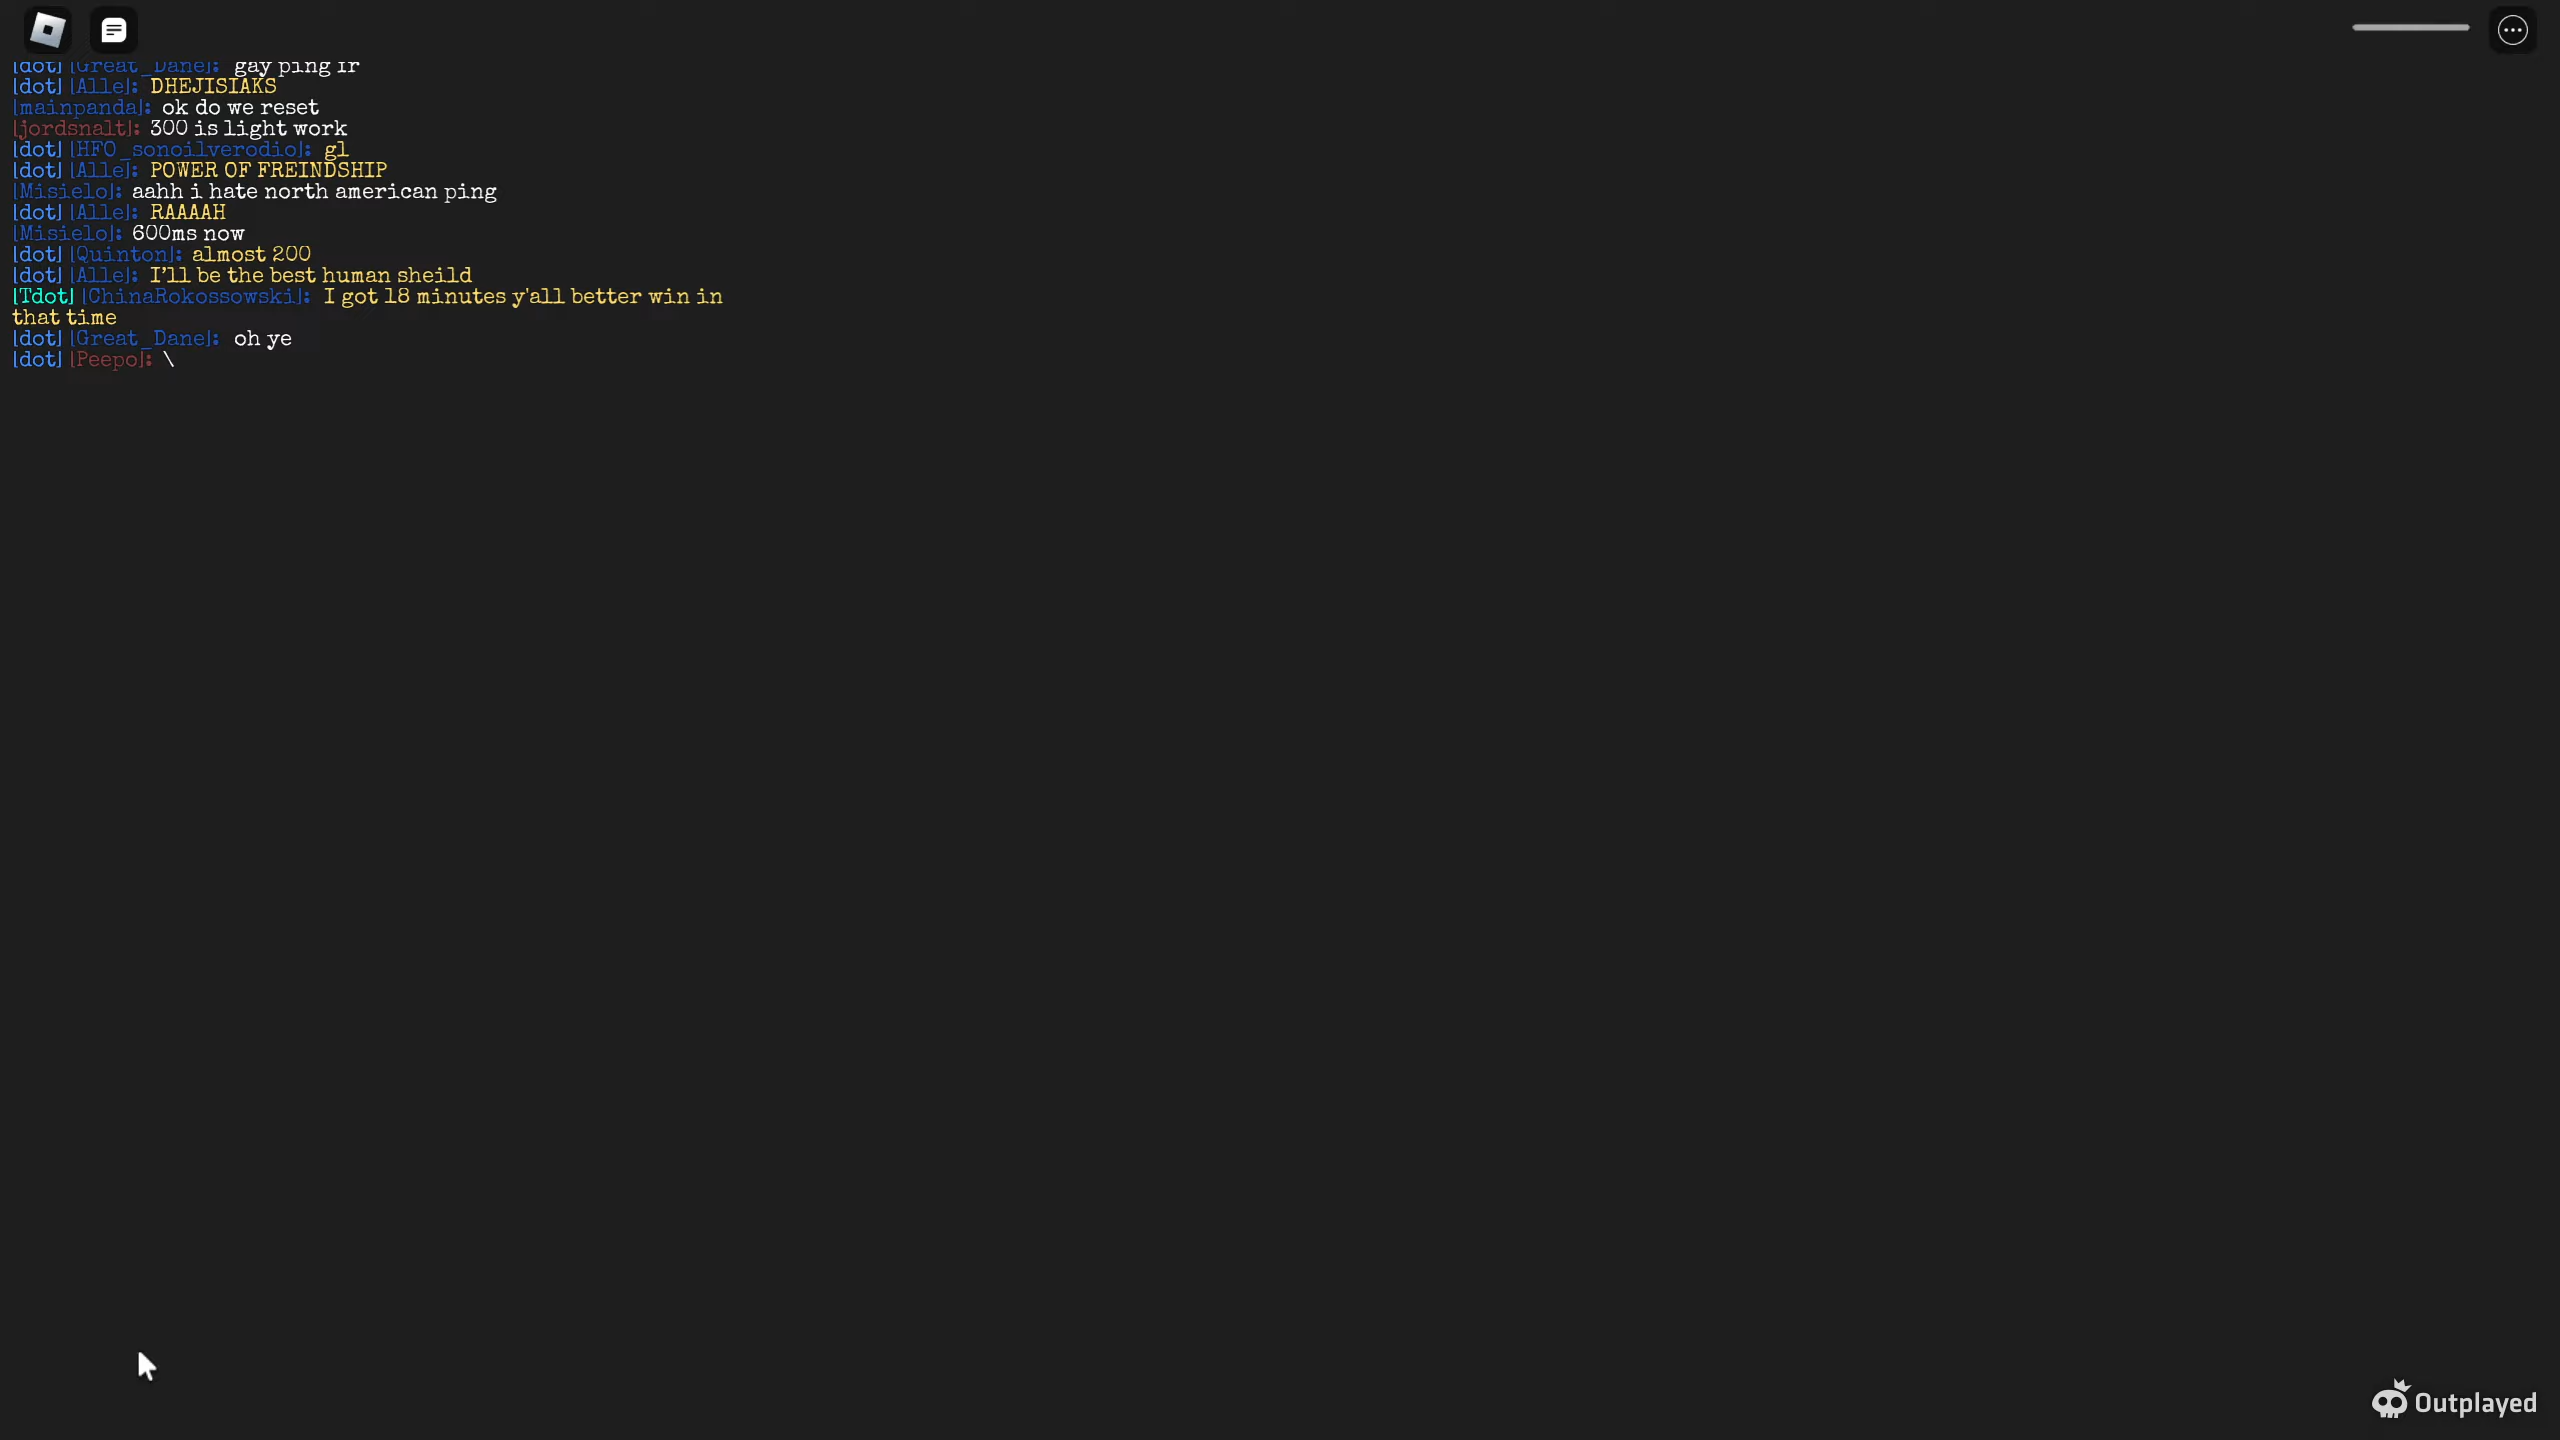 [dot] [Great_Dane]: gay ping fr
[dot] [Alle]: DHEJISIAKS
[mainpanda]: ok do we reset
[jordsnalt]: 300 is light work
[dot] [HFO_sonoilverodio]: gl
[dot] [Alle]: POWER OF FREINDSHIP
[Misielo]: aahh i hate north american ping
[dot] [Alle]: RAAAAH
[Misielo]: 600ms now
[dot] [Quinton]: almost 200
[dot] [Alle]: I'll be the best human sheild
[Tdot] [ChinaRokossowski]: I got 18 minutes y'all better win in
that time
[dot] [Great_Dane]: oh ye
[dot] [Peepo]: \
Outplayed